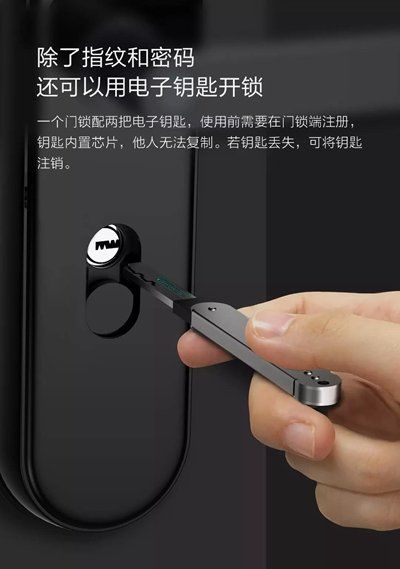 除了指纹和密码
还可以用电子钥匙开锁
一个门锁配两把电子钥匙，使用前需要在门锁端注册，
钥匙内置芯片，他人无法复制。若钥匙丢失，可将钥匙
注销。